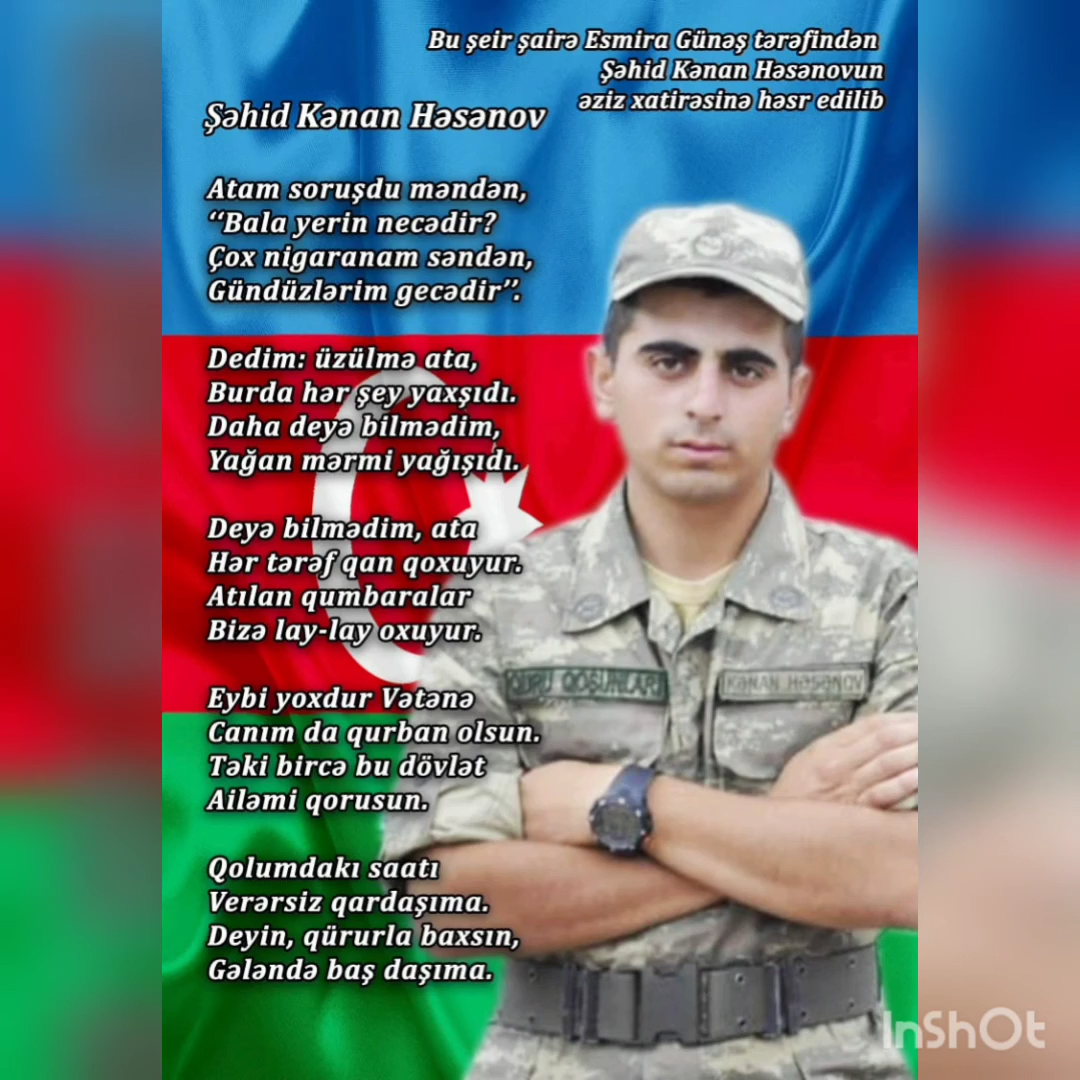 Bu şeir şairə Esmira Günəş tərəfindən
Şəhid Kənan Həsənovun
əziz xatirəsinə həsr edilib
Şəhid Kənan Həsənov
Atam soruşdu məndən,
“Bala yerin necədir?
Çox nigaranam səndən,
Gündüzlərim gecədir”.
Dedim: üzülmə ata,
Burda hər şey yaxşıdı.
Daha deyə bilmədim,
Yağan mərmi yağışıdı.
Deyə bilmədim, ata
Hər tərəf qan qoxuyur.
Atılan qumbaralar
Bizə lay-lay oxuyur.
Eybi yoxdur Vətənə
Canım da qurban olsun.
Təki bircə bu dövlət
Ailəmi qorusun.
Qolumdakı saatı
Verərsiz qardaşıma.
Deyin, qürurla baxsın,
Gələndə baş daşıma.
QURU QOŞUNLARI
KƏNAN HƏSƏNOV
InShOt